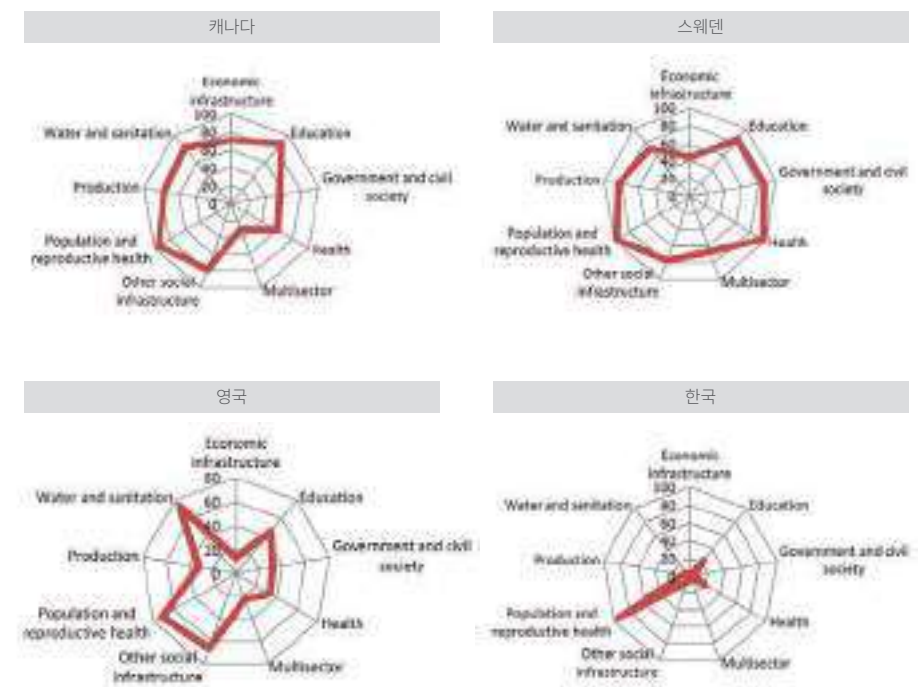 캐나다
스웨덴
Economic
infrastructure
100
80
60
40
20
0
Water and sanitation
Education
Production
Government and civil
society
Population and
reproductive health
Health
Other social
infrastructure
Multisector
Economic
infrastructure
100
80
60
40
20
0
Water and sanitation
Education
Production
Government and civil
society
Population and
reproductive health
Health
Other social
infrastructure
Multisector
영국
한국
Economic
infrastructure
80
60
40
20
0
Water and sanitation
Education
Production
Government and civil
society
Population and
reproductive health
Health
Other social
infrastructure
Multisector
Economic
infrastructure
100
80
60
40
20
0
Water and sanitation
Education
Production
Government and civil
society
Population and
reproductive health
Health
Other social
infrastructure
Multisector